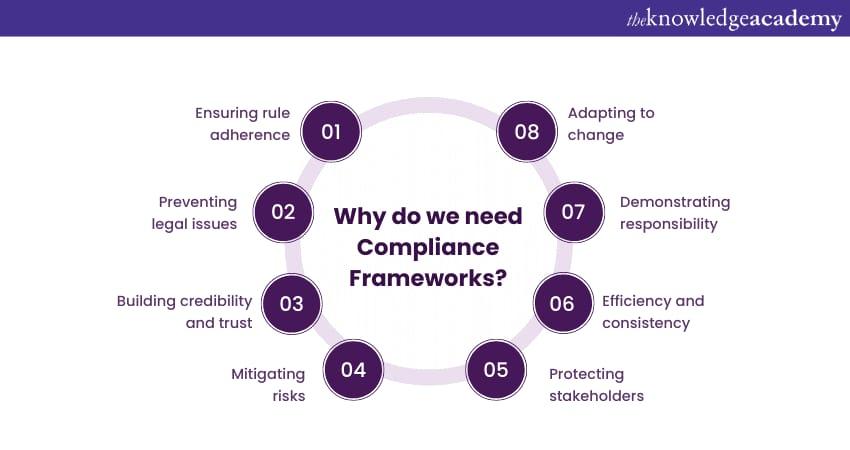 theknowledgeacademy
Why do we need
Compliance
Frameworks?
01
Ensuring rule
adherence
02
Preventing
legal issues
03
Building credibility
and trust
04
Mitigating
risks
05
Protecting
stakeholders
06
Efficiency and
consistency
07
Demonstrating
responsibility
08
Adapting to
change